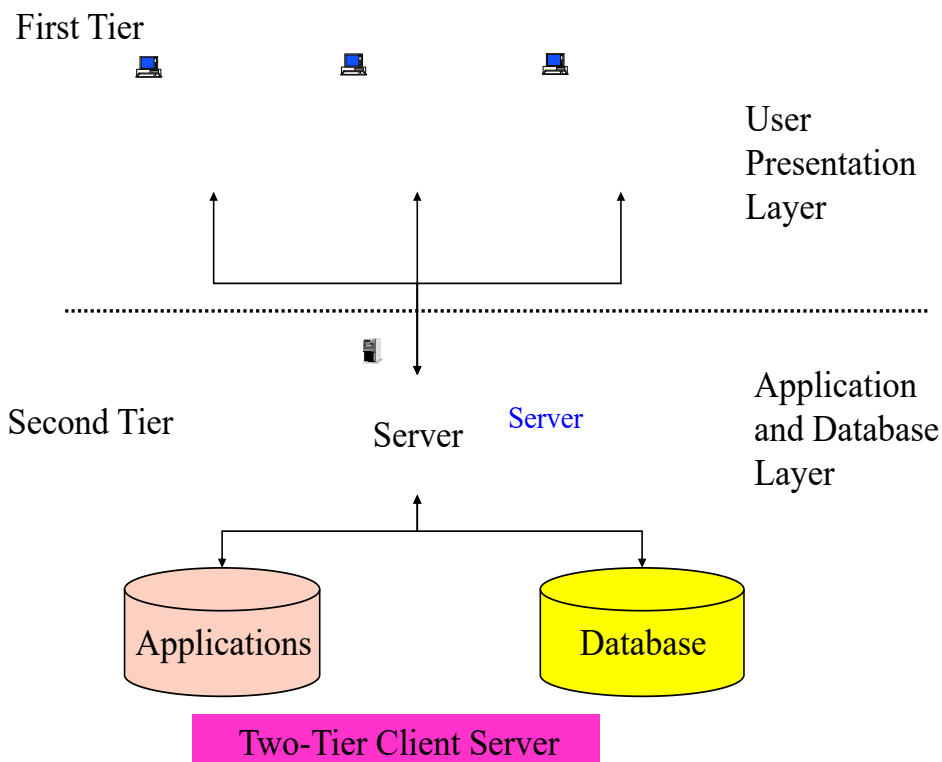 First Tier
User
Presentation
Layer
Second Tier
Server
Server
Application
and Database
Layer
Applications
Database
Two-Tier Client Server